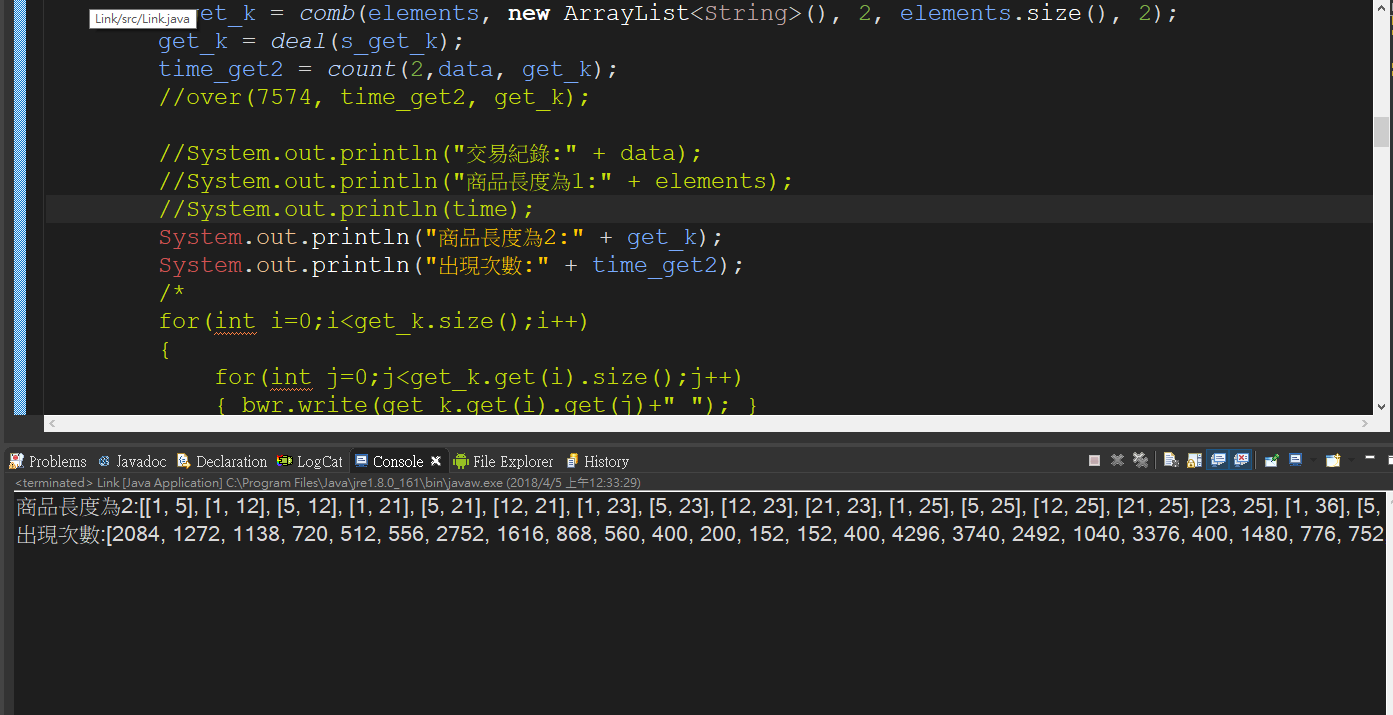 get_k = comb(elements, new ArrayList<String>(), 2, elements.size(), 2);
Link/src/Link.java
get_k = deal(s_get_k);
time_get2 = count(2,data, get_k);
//over(7574, time_get2, get_k);
//System.out.println("交易紀錄:" + data);
//System.out.println("商品長度為1:" + elements);
//System.out.println(time);
System.out.println("商品長度為2:" + get_k);
System.out.println("出現次數:" + time_get2);
/*
for(int i=0;i<get_k.size();i++)
{
for(int j=0;j<get_k.get(i).size();j++)
{ bwr.write(get_k.get(i).get(j)+" "); }
Problems Javadoc Declaration LogCat Console File Explorer History
<terminated> Link [Java Application] C:\Program Files\Java\jre1.8.0_161\bin\javaw.exe (2018/4/5 上午12:33:29)
商品長度為2:[[1, 5], [1, 12], [5, 12], [1, 21], [5, 21], [12, 21], [1, 23], [5, 23], [12, 23], [21, 23], [1, 25], [5, 25], [12, 25], [21, 25], [23, 25], [1, 36], [5,
出現次數:[2084, 1272, 1138, 720, 512, 556, 2752, 1616, 868, 560, 400, 200, 152, 152, 400, 4296, 3740, 2492, 1040, 3376, 400, 1480, 776, 752